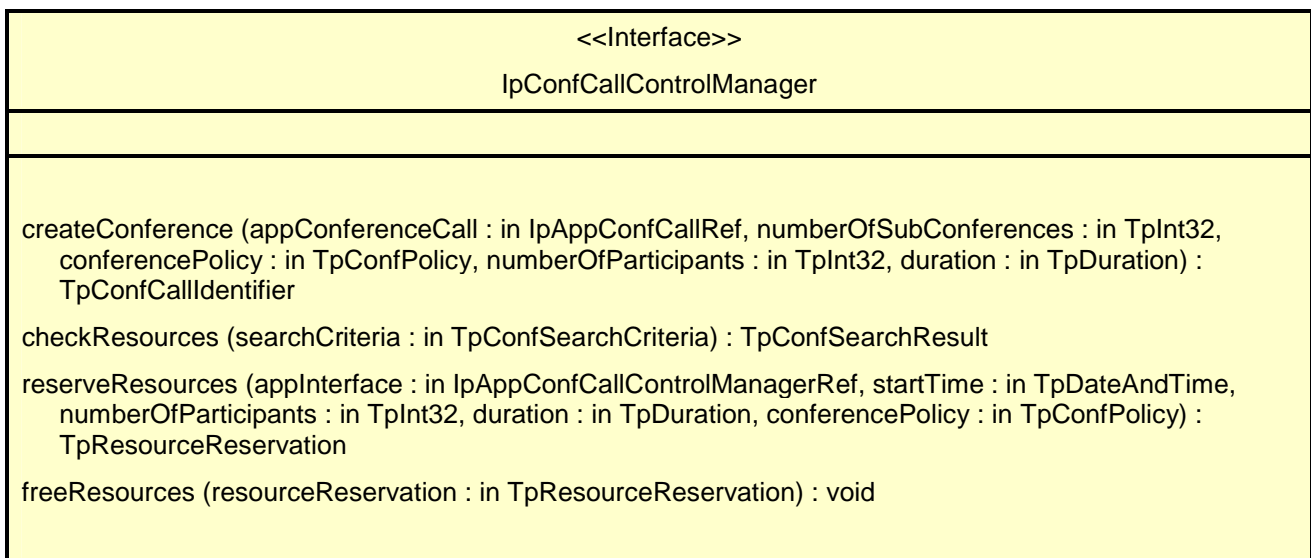 <<Interface>>
IpConfCallControlManager
createConference (appConferenceCall : in IpAppConfCallRef, numberOfSubConferences : in TpInt32,
conferencePolicy : in TpConfPolicy, numberOfParticipants : in TpInt32, duration : in TpDuration) :
TpConfCallIdentifier
checkResources (searchCriteria : in TpConfSearchCriteria) : TpConfSearchResult
reserveResources (appInterface : in IpAppConfCallControlManagerRef, startTime : in TpDateAndTime,
numberOfParticipants : in TpInt32, duration : in TpDuration, conferencePolicy : in TpConfPolicy) :
TpResourceReservation
freeResources (resourceReservation : in TpResourceReservation) : void